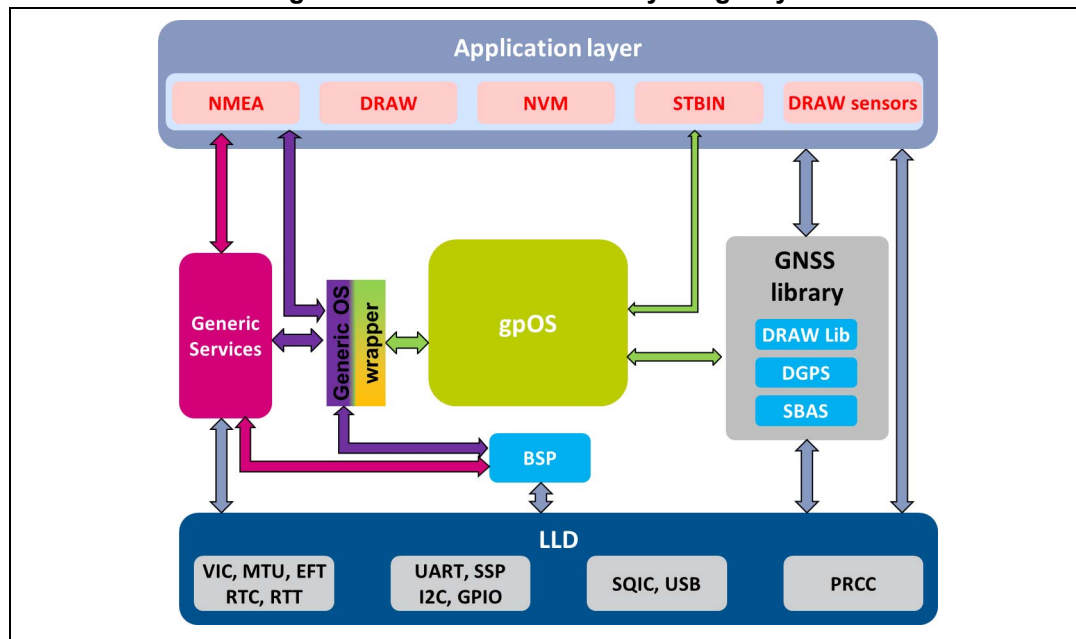 Application layer
NMEA
DRAW
NVM
STBIN
DRAW sensors
Generic
Services
Generic OS
wrapper
gpOS
GNSS
library
DRAW Lib
DGPS
SBAS
BSP
LLD
VIC, MTU, EFT
RTC, RTT
UART, SSP
I2C, GPIO
SQIC, USB
PRCC